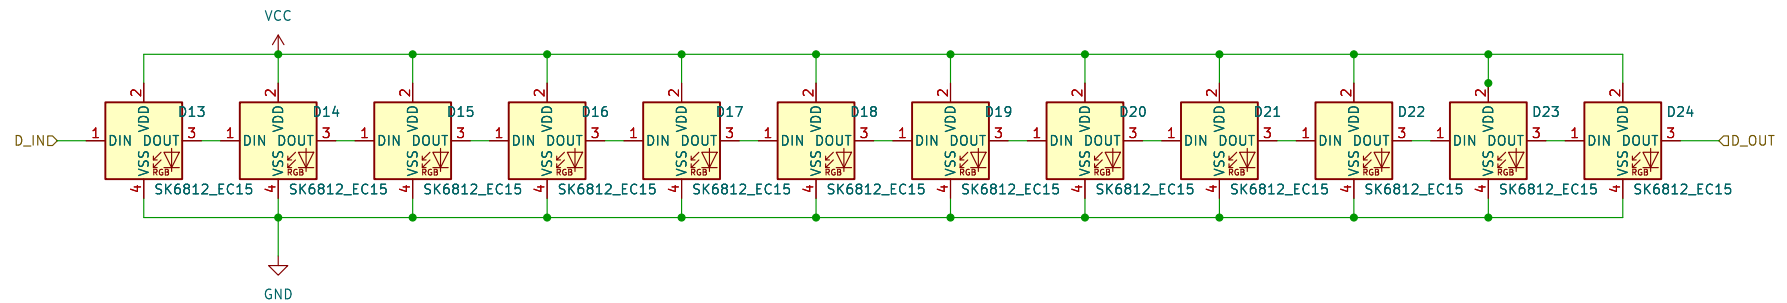 VCC
2 2 2 2 2 2 2 2 2 2 2 2
D13 D14 D15 D16 D17 D18 D19 D20 D21 D22 D23 D24
VDD VDD VDD VDD VDD VDD VDD VDD VDD VDD VDD VDD
D_IN 1 DIN DOUT 3 1 DIN DOUT 3 1 DIN DOUT 3 1 DIN DOUT 3 1 DIN DOUT 3 1 DIN DOUT 3 1 DIN DOUT 3 1 DIN DOUT 3 1 DIN DOUT 3 1 DIN DOUT 3 1 DIN DOUT 3 1 DIN DOUT 3 D_OUT
VSS VSS VSS VSS VSS VSS VSS VSS VSS VSS VSS VSS
RGB RGB RGB RGB RGB RGB RGB RGB RGB RGB RGB RGB
4 SK6812_EC15 4 SK6812_EC15 4 SK6812_EC15 4 SK6812_EC15 4 SK6812_EC15 4 SK6812_EC15 4 SK6812_EC15 4 SK6812_EC15 4 SK6812_EC15 4 SK6812_EC15 4 SK6812_EC15 4 SK6812_EC15
GND